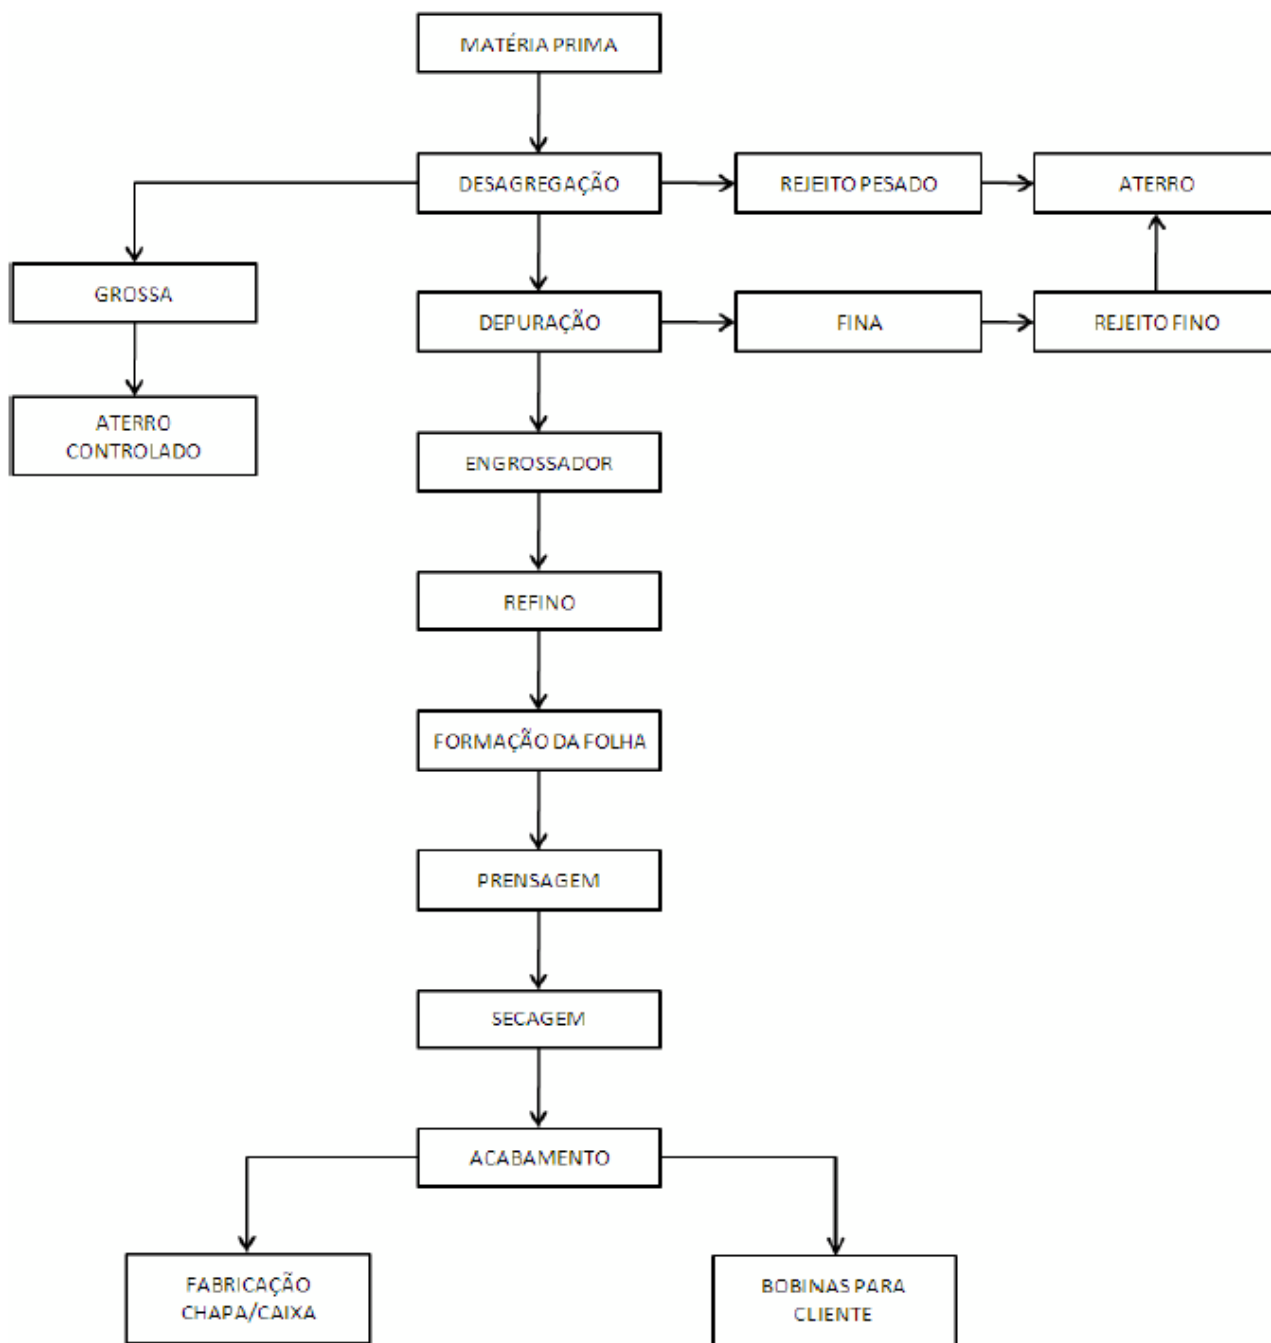 MATÉRIA PRIMA
DESAGREGAÇÃO
REJEITO PESADO
ATERRO
GROSSA
DEPURAÇÃO
FINA
REJEITO FINO
ATERRO
CONTROLADO
ENGROSSADOR
REFINO
FORMAÇÃO DA FOLHA
PRENSAGEM
SECAGEM
ACABAMENTO
FABRICAÇÃO
CHAPA/CAIXA
BOBINAS PARA
CLIENTE